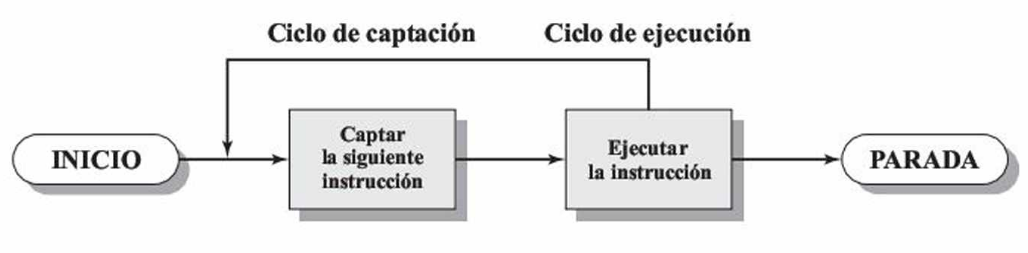 Ciclo de captación
Ciclo de ejecución
INICIO
Captar
la siguiente
instrucción
Ejecutar
la instrucción
PARADA